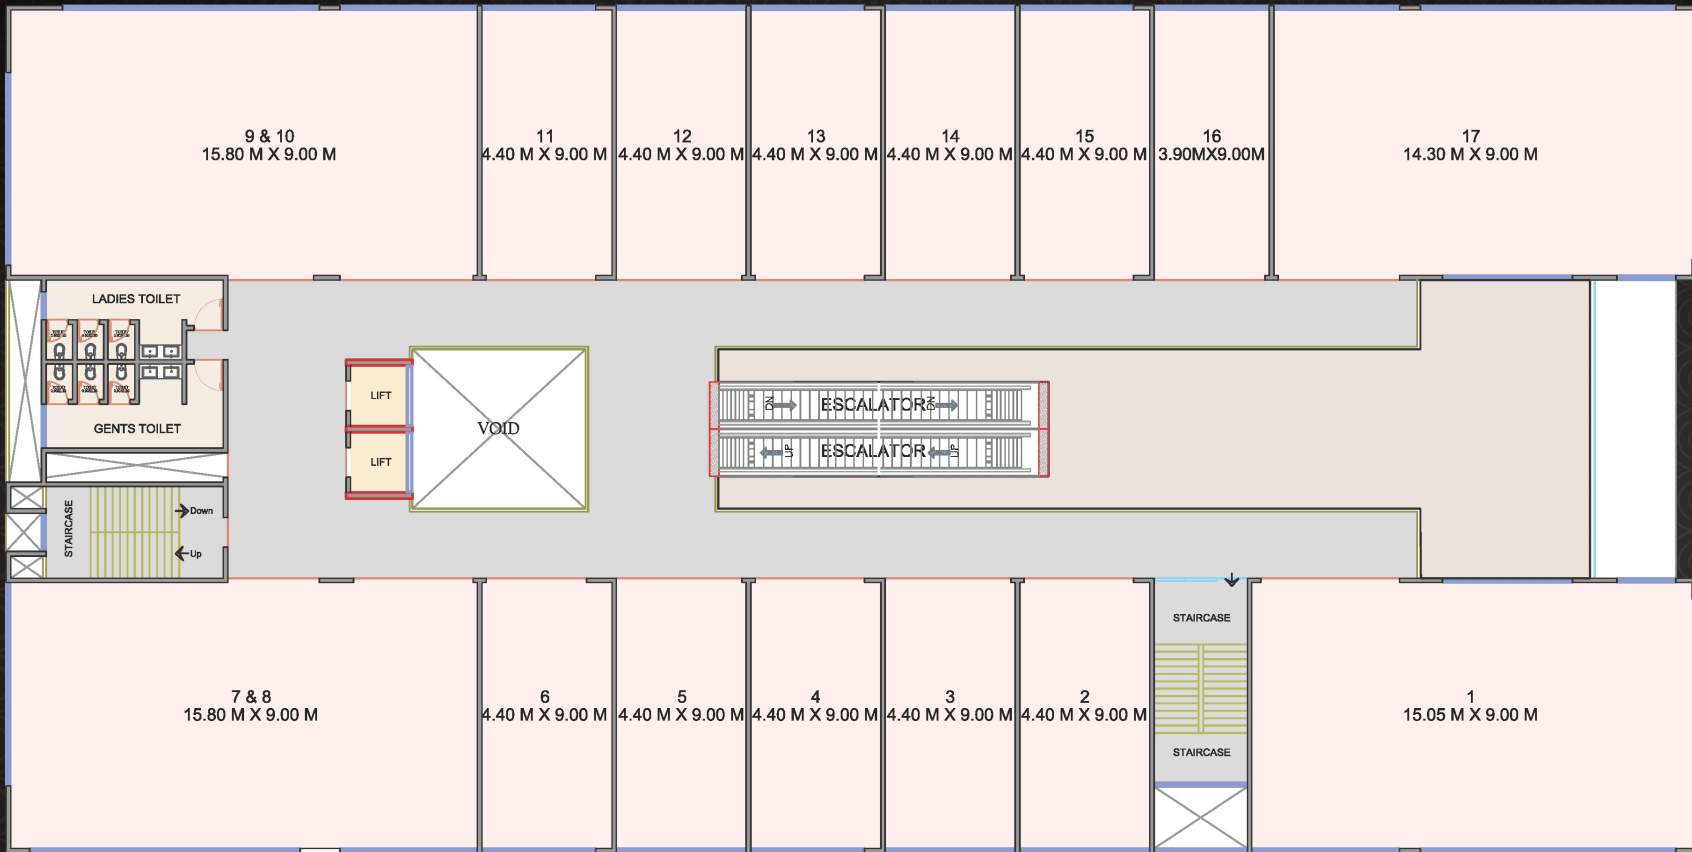 9 & 10
15.80 M X 9.00 M
11
4.40 M X 9.00 M
12
4.40 M X 9.00 M
13
4.40 M X 9.00 M
14
4.40 M X 9.00 M
15
4.40 M X 9.00 M
16
3.90MX9.00M
17
14.30 M X 9.00 M
LADIES TOILET
GENTS TOILET
LIFT
LIFT
VOID
DN
ESCALATOR
DN
UP
ESCALATOR
UP
STAIRCASE
Down
Up
7 & 8
15.80 M X 9.00 M
6
4.40 M X 9.00 M
5
4.40 M X 9.00 M
4
4.40 M X 9.00 M
3
4.40 M X 9.00 M
2
4.40 M X 9.00 M
STAIRCASE
STAIRCASE
1
15.05 M X 9.00 M